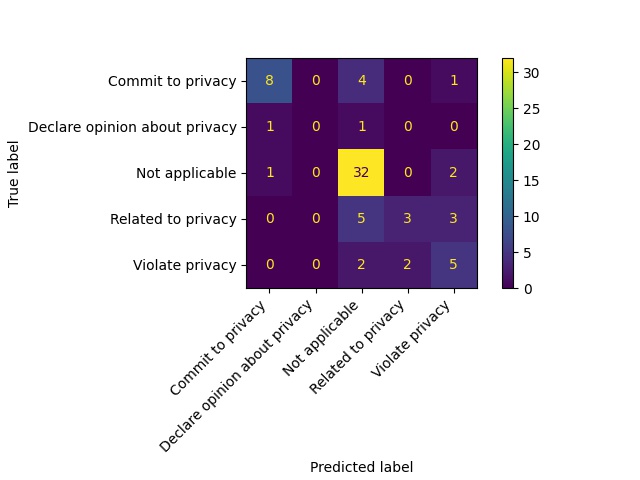 Commit to privacy 8 0 4 0 1
Declare opinion about privacy 1 0 1 0 0
Not applicable 1 0 32 0 2
Related to privacy 0 0 5 3 3
Violate privacy 0 0 2 2 5
True label
Commit to privacy
Declare opinion about privacy
Not applicable
Related to privacy
Violate privacy
Predicted label
30
25
20
15
10
5
0